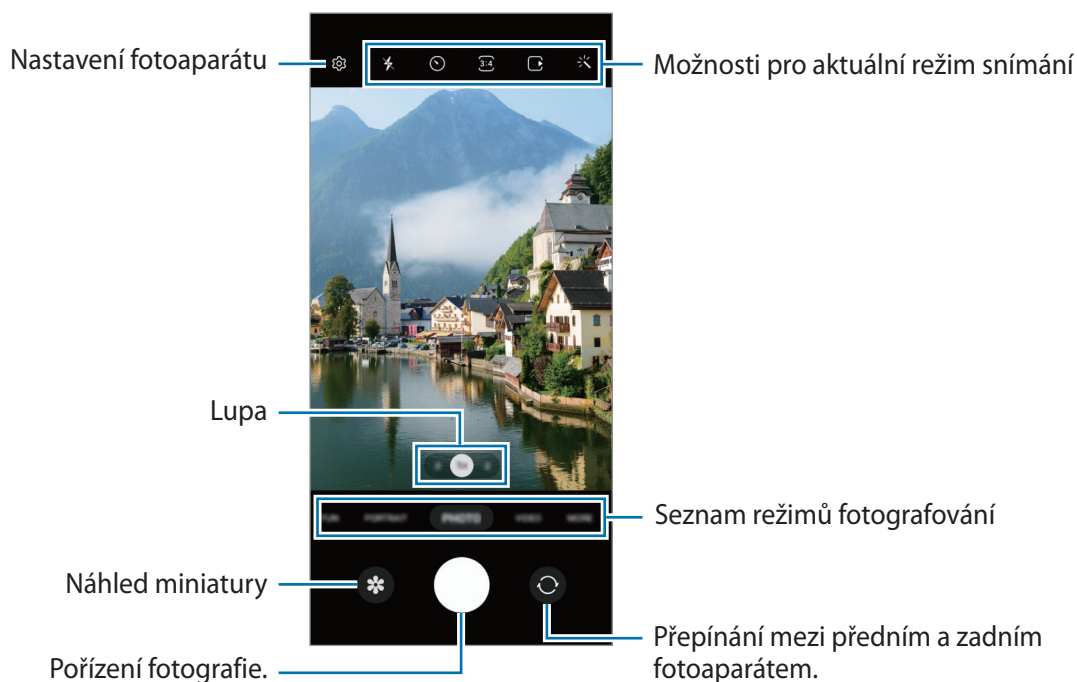 Nastavení fotoaparátu
3:4
Možnosti pro aktuální režim snímání
Lupa
FUN PORTRAIT PHOTO VIDEO MORE
Seznam režimů fotografování
Náhled miniatury
Pořízení fotografie.
Přepínání mezi předním a zadním
fotoaparátem.